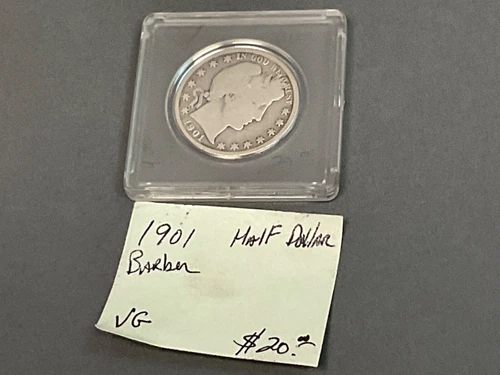 IN GOD WE TRUST
1901
1901 Half Dollar
Barber
VG
$20.00